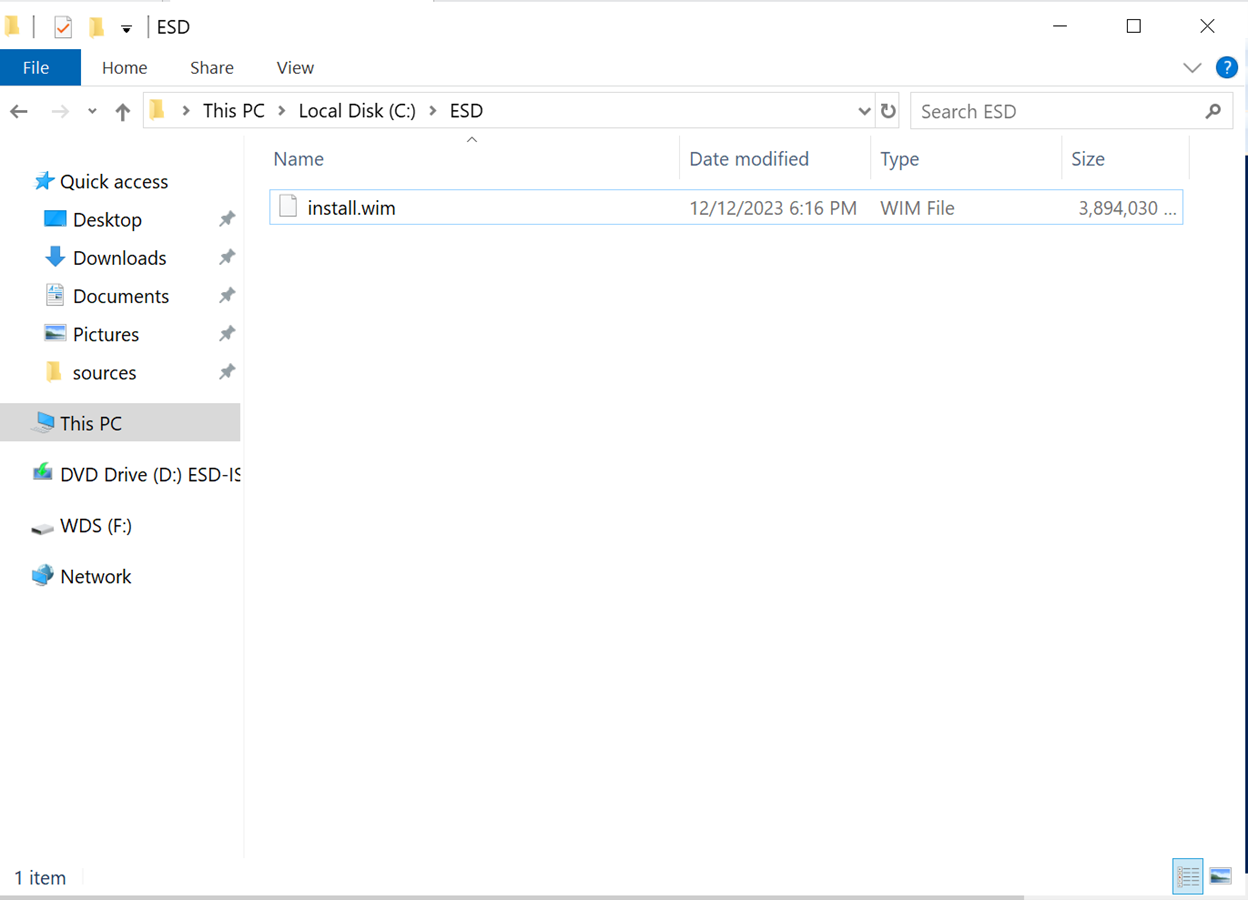 ESD
File Home Share View
?
This PC Local Disk (C:) ESD Search ESD
Name Date modified Type Size
install.wim 12/12/2023 6:16 PM WIM File 3,894,030 ...
Quick access
Desktop
Downloads
Documents
Pictures
sources
This PC
DVD Drive (D:) ESD-IS
WDS (F:)
Network
1 item